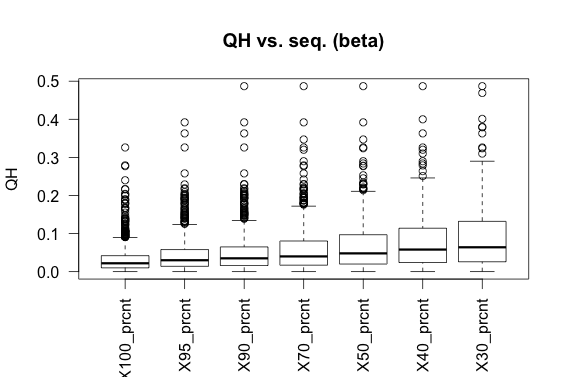 QH vs. seq. (beta)
QH
0.5
0.4
0.3
0.2
0.1
0.0
X100_prcnt
X95_prcnt
X90_prcnt
X70_prcnt
X50_prcnt
X40_prcnt
X30_prcnt